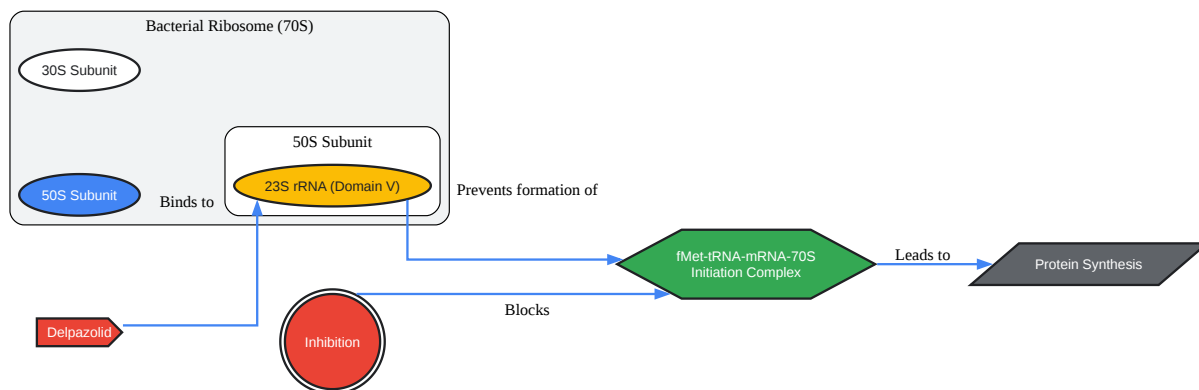 Bacterial Ribosome (70S)
30S Subunit
50S Subunit
50S Subunit
23S rRNA (Domain V)
Binds to
Prevents formation of
fMet-tRNA-mRNA-70S
Initiation Complex
Leads to
Protein Synthesis
Blocks
Delpazolid
Inhibition